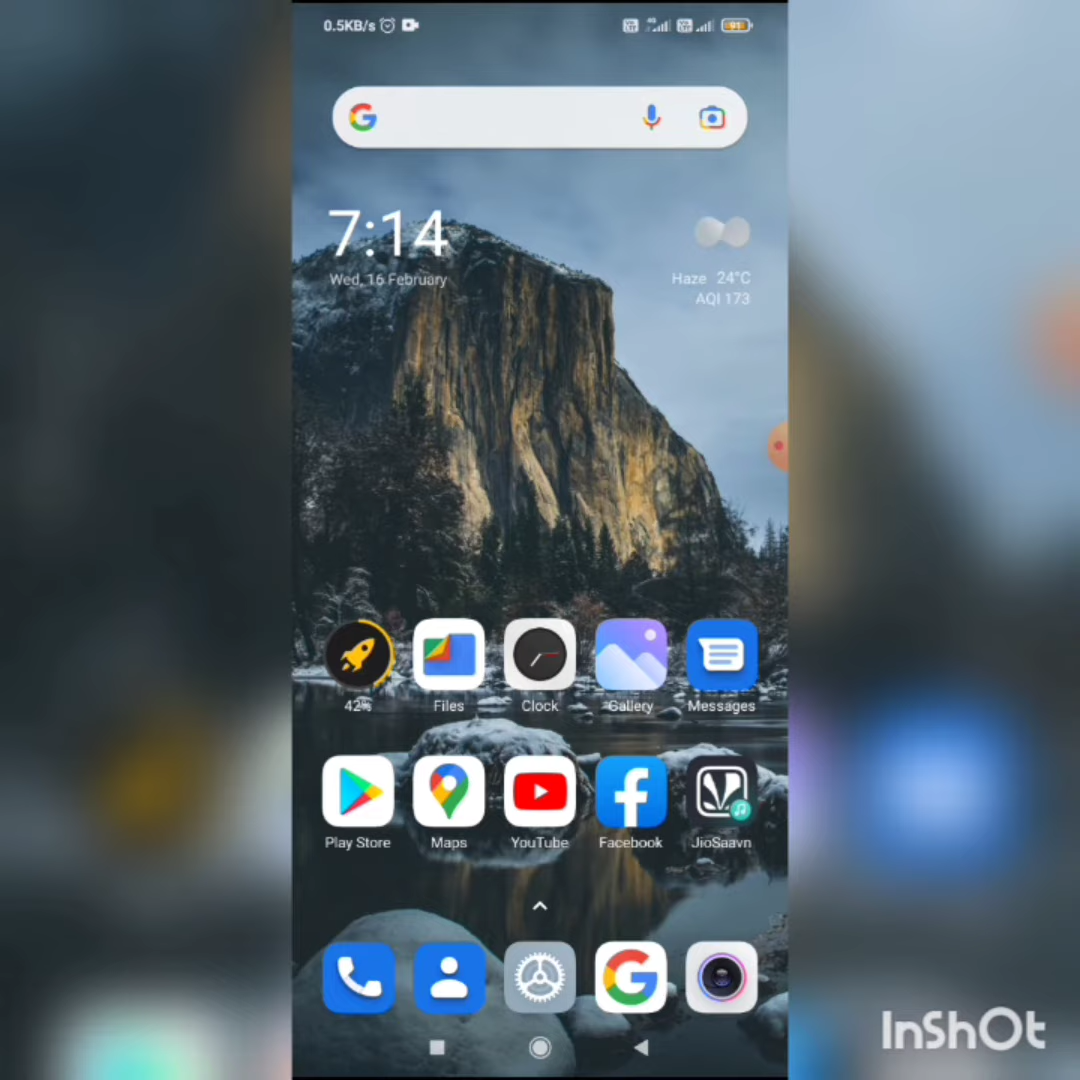 0.5KB/s 91
7:14
Wed, 16 February
Haze 24°C
AQI 173
42% Files Clock Gallery Messages
Play Store Maps YouTube Facebook JioSaavn
InShOt